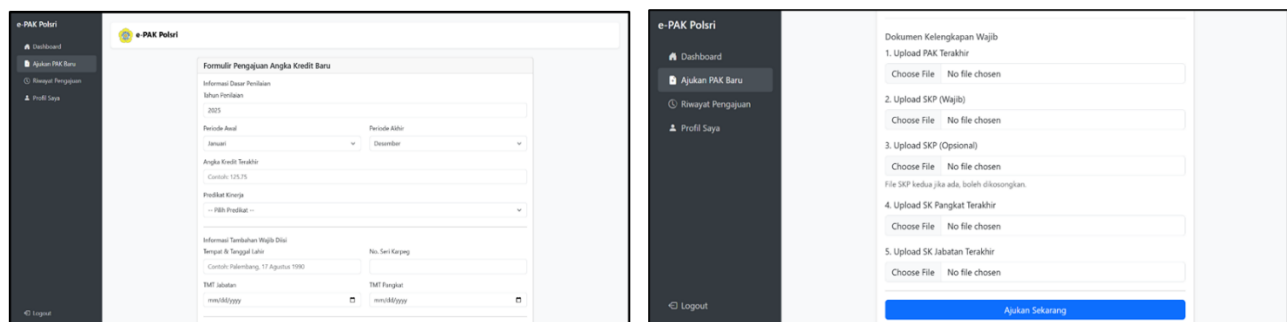 e-PAK Polsri
Dashboard
Ajukan PAK Baru
Riwayat Pengajuan
Profil Saya
Logout
e-PAK Polsri
Formulir Pengajuan Angka Kredit Baru
Informasi Dasar Penilaian
Tahun Penilaian
2025
Periode Awal Periode Akhir
Januari Desember
Angka Kredit Terakhir
Contoh: 125.75
Predikat Kinerja
-- Pilih Predikat --
Informasi Tambahan Wajib Diisi
Tempat & Tanggal Lahir No. Seri Karpeg
Contoh: Palembang, 17 Agustus 1990
TMT Jabatan TMT Pangkat
mm/dd/yyyy mm/dd/yyyy
e-PAK Polsri
Dashboard
Ajukan PAK Baru
Riwayat Pengajuan
Profil Saya
Logout
Dokumen Kelengkapan Wajib
1. Upload PAK Terakhir
Choose File No file chosen
2. Upload SKP (Wajib)
Choose File No file chosen
3. Upload SKP (Opsional)
Choose File No file chosen
File SKP kedua jika ada, boleh dikosongkan.
4. Upload SK Pangkat Terakhir
Choose File No file chosen
5. Upload SK Jabatan Terakhir
Choose File No file chosen
Ajukan Sekarang